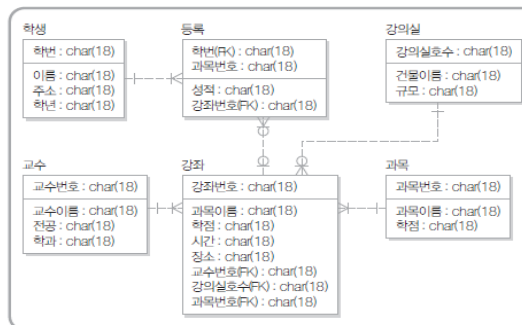 학생
학번 : char(18)
이름 : char(18)
주소 : char(18)
학년 : char(18)
등록
학번(FK) : char(18)
과목번호 : char(18)
성적 : char(18)
강좌번호(FK) : char(18)
강의실
강의실호수 : char(18)
건물이름 : char(18)
규모 : char(18)
교수
교수번호 : char(18)
교수이름 : char(18)
전공 : char(18)
학과 : char(18)
강좌
강좌번호 : char(18)
과목이름 : char(18)
학점 : char(18)
시간 : char(18)
장소 : char(18)
교수번호(FK) : char(18)
강의실호수(FK) : char(18)
과목번호(FK) : char(18)
과목
과목번호 : char(18)
과목이름 : char(18)
학점 : char(18)